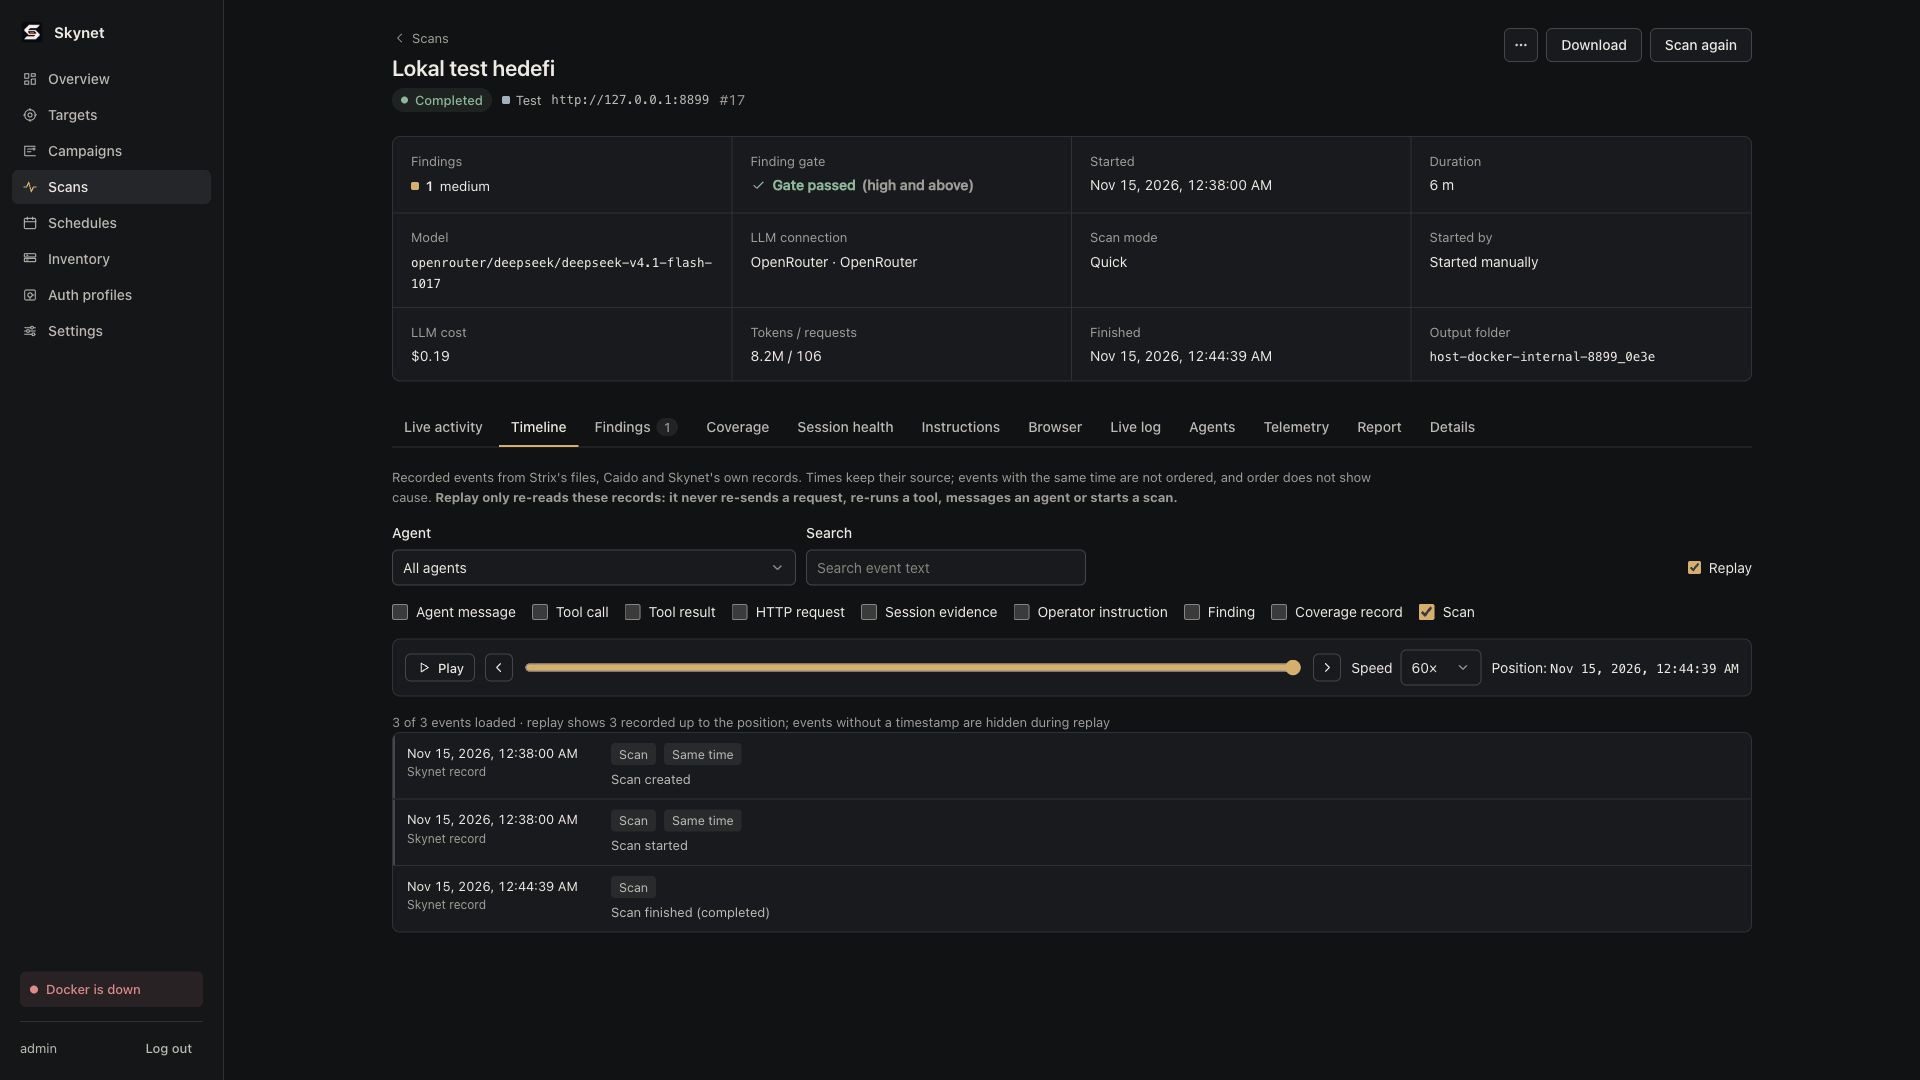 Skynet
Overview
Targets
Campaigns
Scans
Schedules
Inventory
Auth profiles
Settings
Docker is down
admin
Log out
Scans
Lokal test hedefi
Completed Test http://127.0.0.1:8899 #17
... Download Scan again
Findings
1 medium
Finding gate
Gate passed (high and above)
Started
Nov 15, 2026, 12:38:00 AM
Duration
6 m
Model
openrouter/deepseek/deepseek-v4.1-flash-
1017
LLM connection
OpenRouter · OpenRouter
Scan mode
Quick
Started by
Started manually
LLM cost
$0.19
Tokens / requests
8.2M / 106
Finished
Nov 15, 2026, 12:44:39 AM
Output folder
host-docker-internal-8899_0e3e
Live activity Timeline Findings 1 Coverage Session health Instructions Browser Live log Agents Telemetry Report Details
Recorded events from Strix's files, Caido and Skynet's own records. Times keep their source; events with the same time are not ordered, and order does not show
cause. Replay only re-reads these records: it never re-sends a request, re-runs a tool, messages an agent or starts a scan.
Agent
All agents
Search
Search event text
Replay
Agent message Tool call Tool result HTTP request Session evidence Operator instruction Finding Coverage record Scan
Play Speed 60× Position: Nov 15, 2026, 12:44:39 AM
3 of 3 events loaded · replay shows 3 recorded up to the position; events without a timestamp are hidden during replay
Nov 15, 2026, 12:38:00 AM
Skynet record
Scan Same time
Scan created
Nov 15, 2026, 12:38:00 AM
Skynet record
Scan Same time
Scan started
Nov 15, 2026, 12:44:39 AM
Skynet record
Scan
Scan finished (completed)